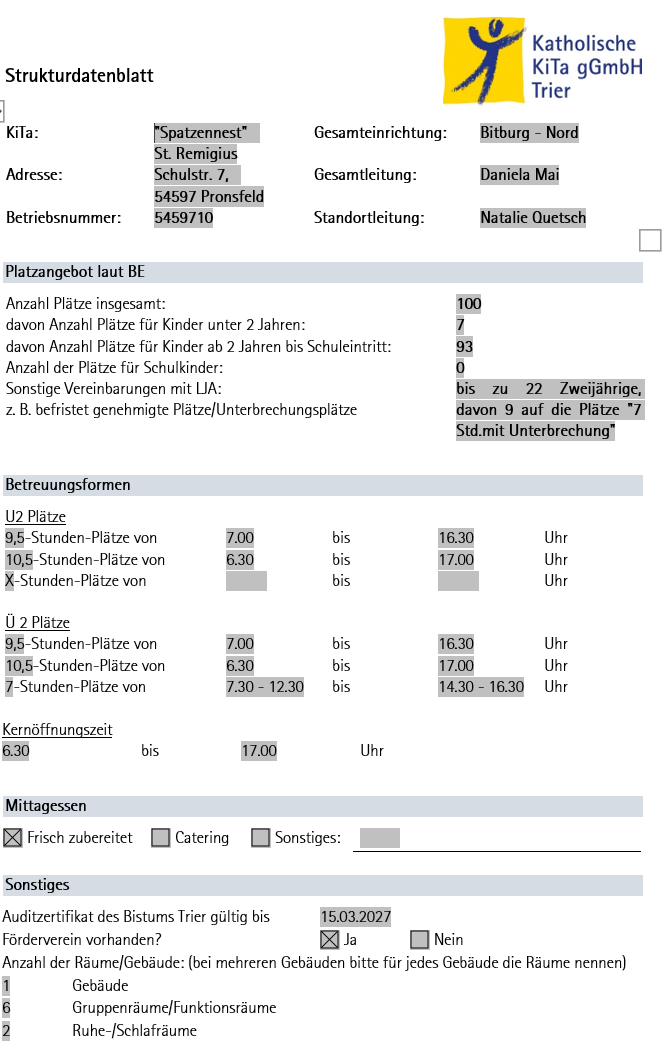 Katholische
KiTa gGmbH
Trier
Strukturdatenblatt
KiTa: "Spatzennest" Gesamteinrichtung: Bitburg - Nord
St. Remigius
Adresse: Schulstr. 7, Gesamtleitung: Daniela Mai
54597 Pronsfeld
Betriebsnummer: 5459710 Standortleitung: Natalie Quetsch
Platzangebot laut BE
Anzahl Plätze insgesamt: 100
davon Anzahl Plätze für Kinder unter 2 Jahren: 7
davon Anzahl Plätze für Kinder ab 2 Jahren bis Schuleintritt: 93
Anzahl der Plätze für Schulkinder: 0
Sonstige Vereinbarungen mit LJA: bis zu 22 Zweijährige,
z. B. befristet genehmigte Plätze/Unterbrechungsplätze davon 9 auf die Plätze "7
Std.mit Unterbrechung"
Betreuungsformen
U2 Plätze
9,5-Stunden-Plätze von 7.00 bis 16.30 Uhr
10,5-Stunden-Plätze von 6.30 bis 17.00 Uhr
X-Stunden-Plätze von bis Uhr
Ü 2 Plätze
9,5-Stunden-Plätze von 7.00 bis 16.30 Uhr
10,5-Stunden-Plätze von 6.30 bis 17.00 Uhr
7-Stunden-Plätze von 7.30 - 12.30 bis 14.30 - 16.30 Uhr
Kernöffnungszeit
6.30 bis 17.00 Uhr
Mittagessen
Frisch zubereitet Catering Sonstiges:
Sonstiges
Auditzertifikat des Bistums Trier gültig bis 15.03.2027
Förderverein vorhanden? Ja Nein
Anzahl der Räume/Gebäude: (bei mehreren Gebäuden bitte für jedes Gebäude die Räume nennen)
1 Gebäude
6 Gruppenräume/Funktionsräume
2 Ruhe-/Schlafräume